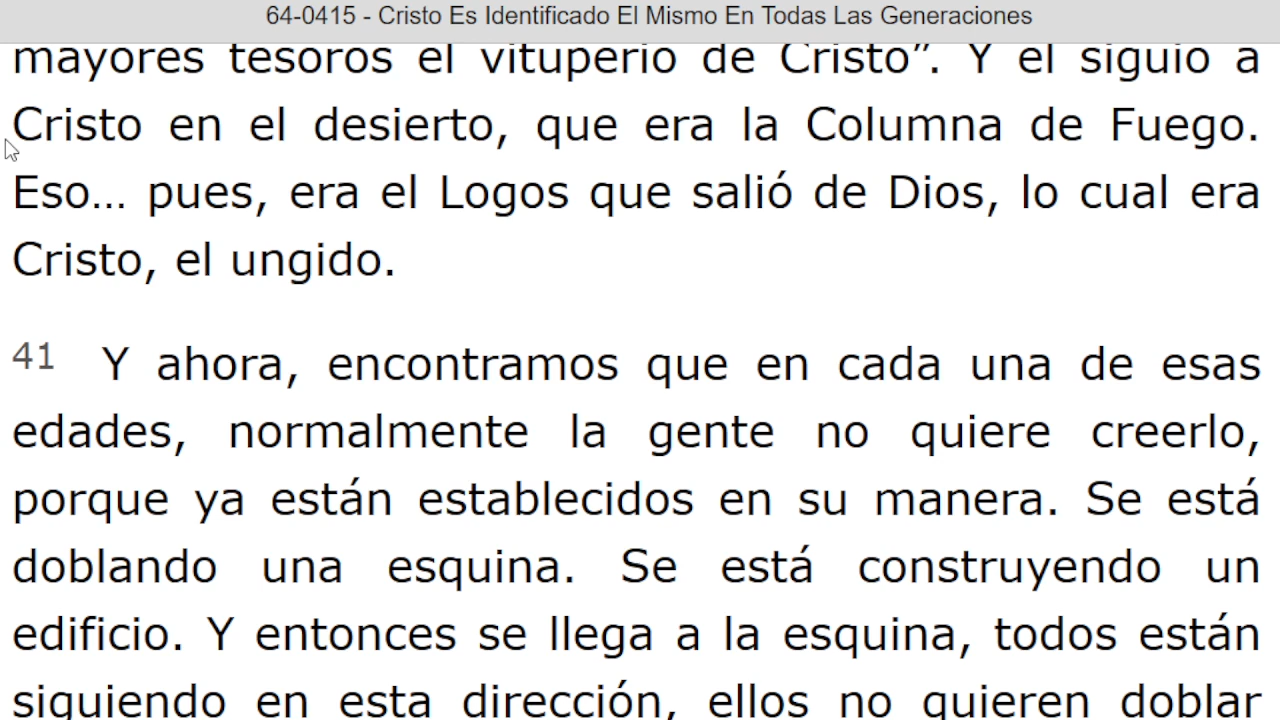 64-0415 - Cristo Es Identificado El Mismo En Todas Las Generaciones
mayores tesoros el vituperio de Cristo”. Y él siguió a
Cristo en el desierto, que era la Columna de Fuego.
Eso… pues, era el Logos que salió de Dios, lo cual era
Cristo, el ungido.
41 Y ahora, encontramos que en cada una de esas
edades, normalmente la gente no quiere creerlo,
porque ya están establecidos en su manera. Se está
doblando una esquina. Se está construyendo un
edificio. Y entonces se llega a la esquina, todos están
siguiendo en esta dirección, ellos no quieren doblar